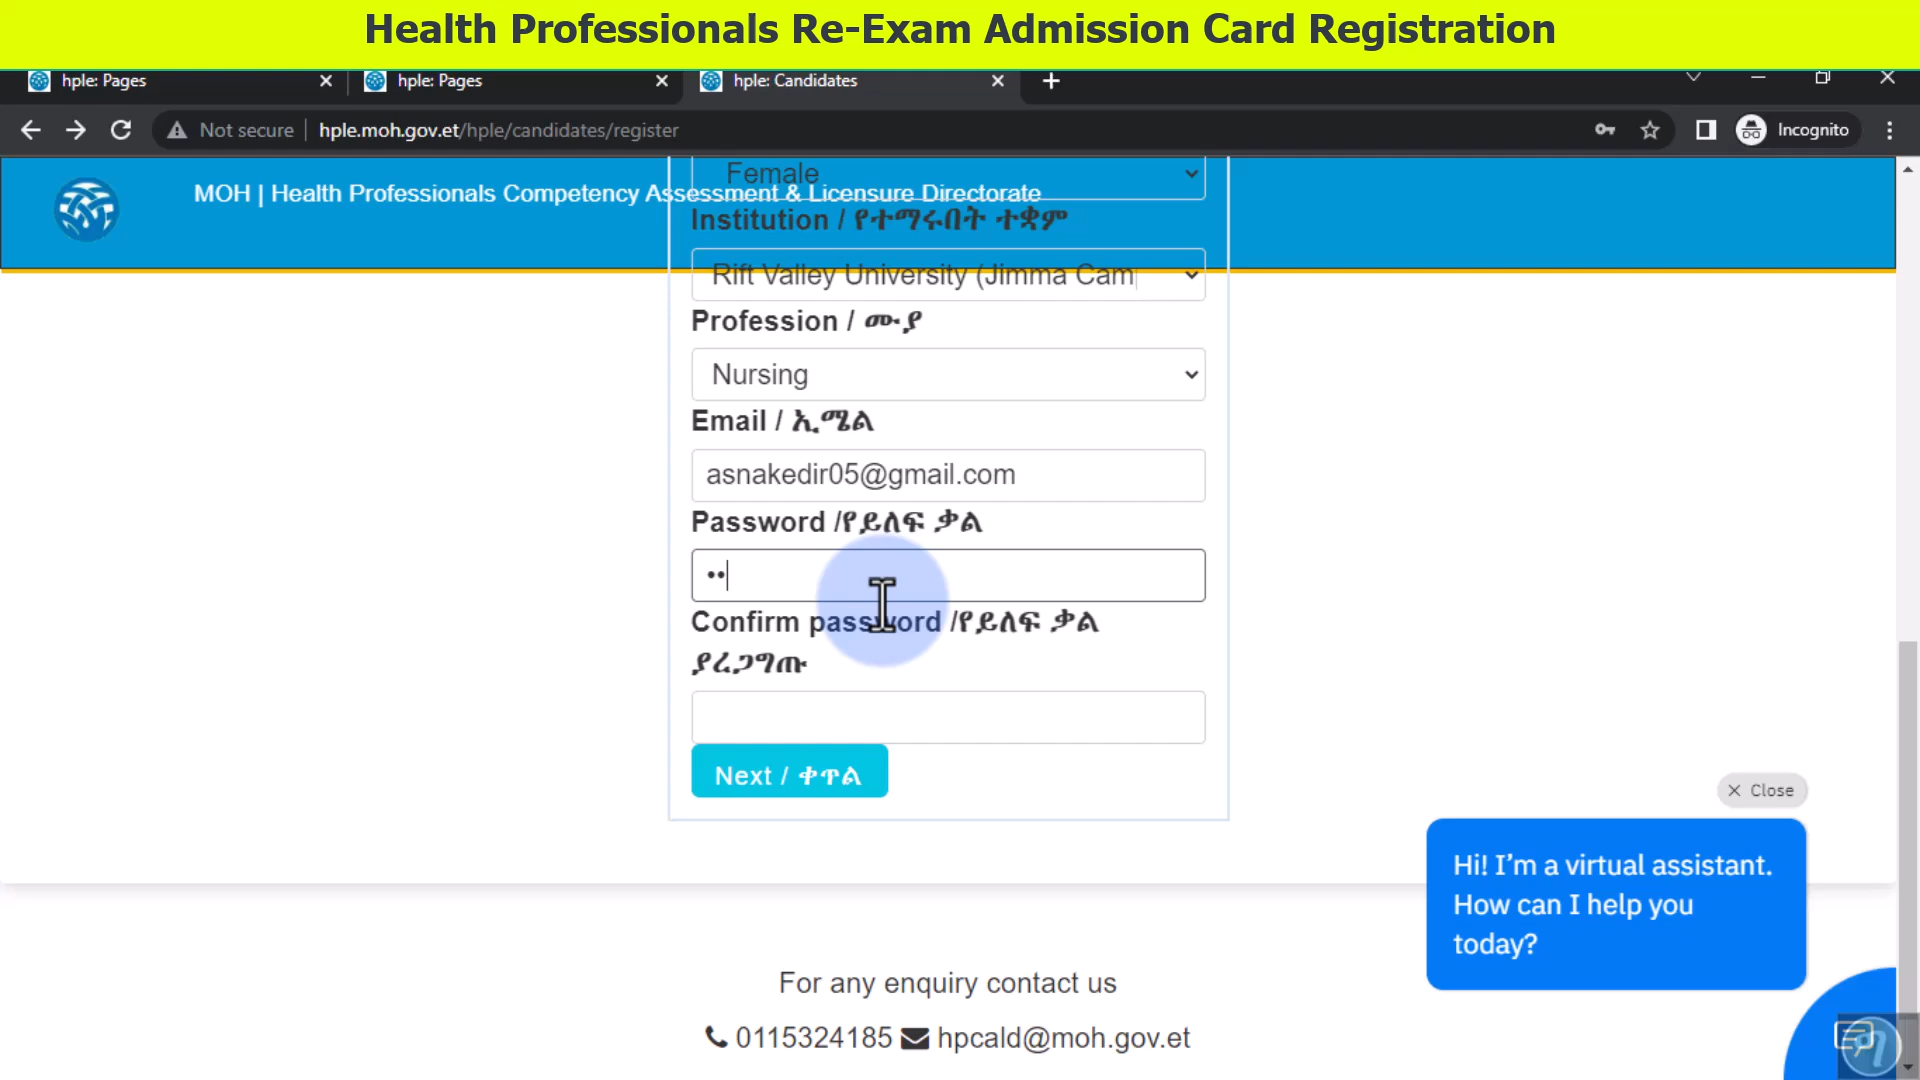 Health Professionals Re-Exam Admission Card Registration
hple: Pages
hple: Pages
hple: Candidates
Not secure
hple.moh.gov.et/hple/candidates/register
Incognito
MOH | Health Professionals Competency Assessment & Licensure Directorate
Female
Institution / የተማሩበት ተቋም
Rift Valley University (Jimma Cam
Profession / ሙያ
Nursing
Email / ኢሜል
asnakedir05@gmail.com
Password /የይለፍ ቃል
••
Confirm password /የይለፍ ቃል
ያረጋግጡ
Next / ቀጥል
Close
Hi! I'm a virtual assistant.
How can I help you
today?
For any enquiry contact us
0115324185 hpcald@moh.gov.et